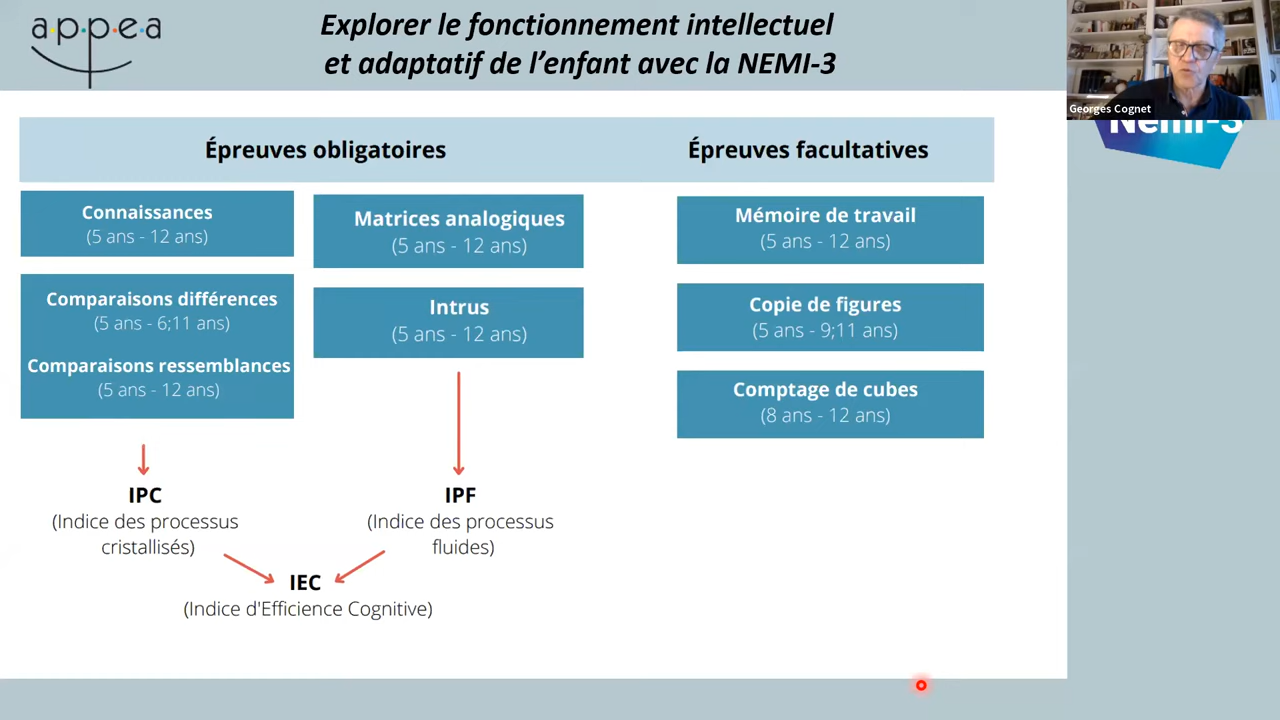 appea
Explorer le fonctionnement intellectuel
et adaptatif de l’enfant avec la NEMI-3
Georges Cognet
Nemi-3
Épreuves obligatoires
Épreuves facultatives
Connaissances
(5 ans - 12 ans)
Comparaisons différences
(5 ans - 6;11 ans)
Comparaisons ressemblances
(5 ans - 12 ans)
Matrices analogiques
(5 ans - 12 ans)
Intrus
(5 ans - 12 ans)
Mémoire de travail
(5 ans - 12 ans)
Copie de figures
(5 ans - 9;11 ans)
Comptage de cubes
(8 ans - 12 ans)
IPC
(Indice des processus
cristallisés)
IPF
(Indice des processus
fluides)
IEC
(Indice d'Efficience Cognitive)